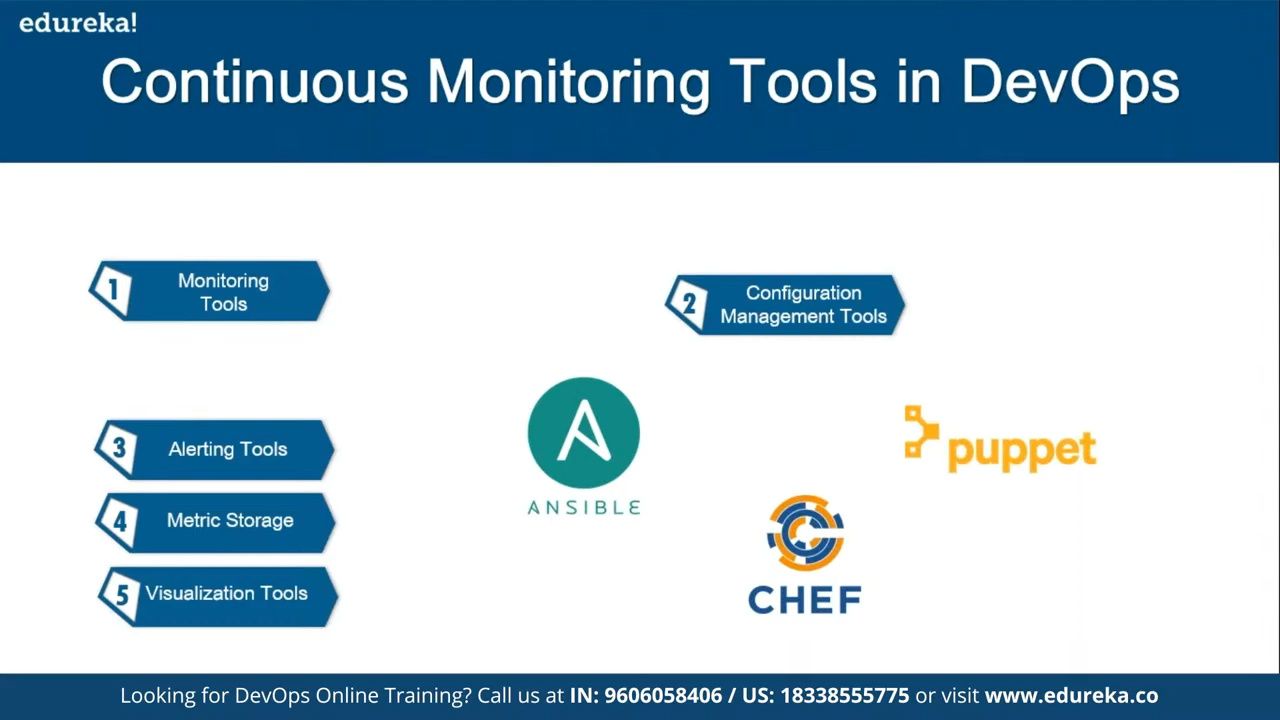 edureka!
Continuous Monitoring Tools in DevOps
1
Monitoring
Tools
2
Configuration
Management Tools
3
Alerting Tools
4
Metric Storage
5
Visualization Tools
ANSIBLE
puppet
CHEF
Looking for DevOps Online Training? Call us at IN: 9606058406 / US: 18338555775 or visit www.edureka.co